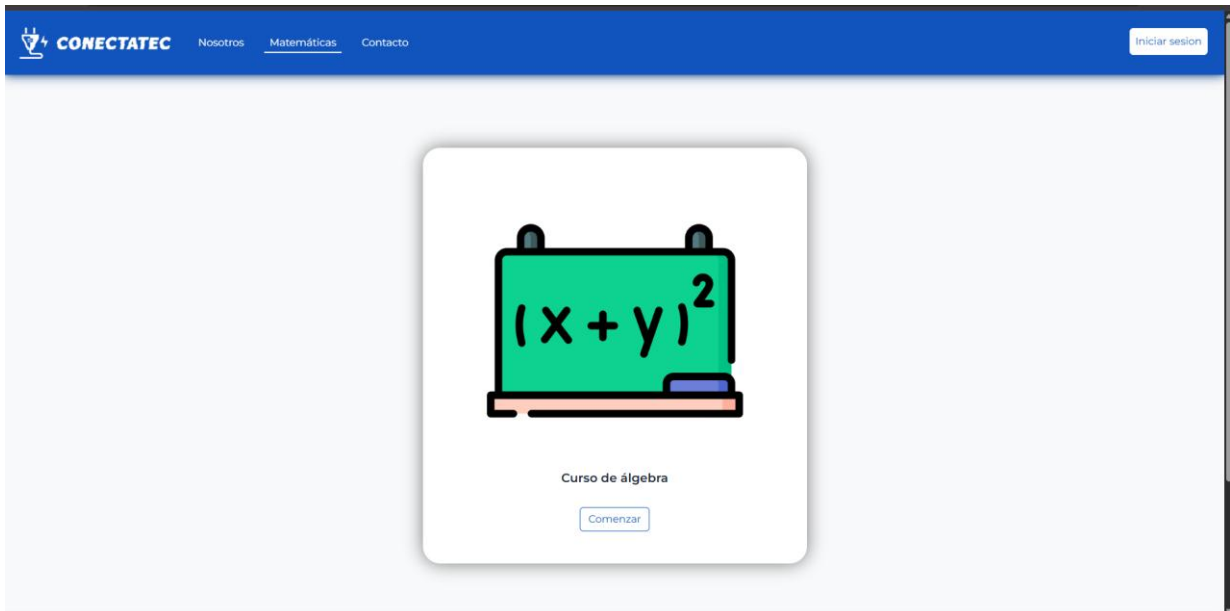 CONECTATEC Nosotros Matemáticas Contacto Iniciar sesion
(x + y)²
Curso de álgebra
Comenzar